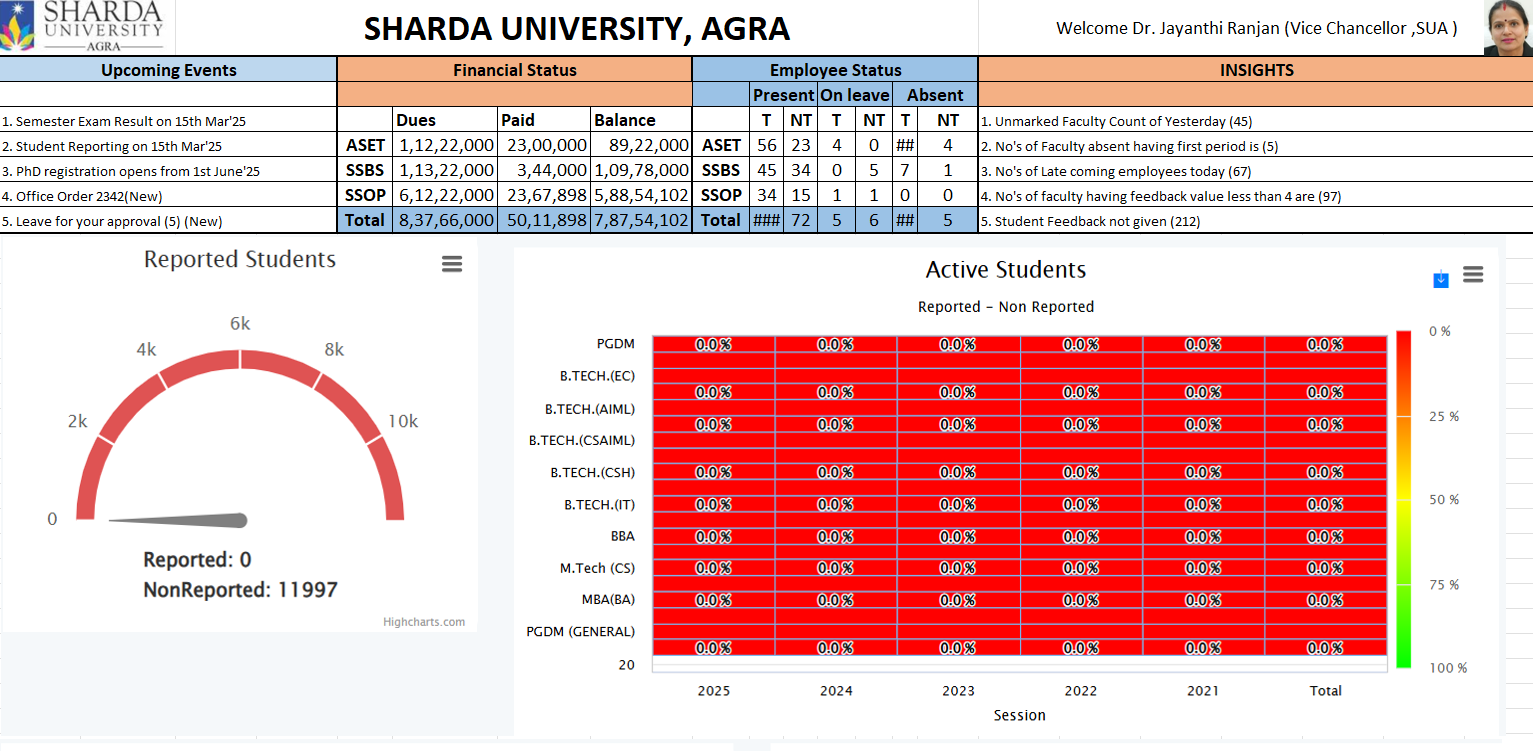 SHARDA
UNIVERSITY
AGRA
SHARDA UNIVERSITY, AGRA
Welcome Dr. Jayanthi Ranjan (Vice Chancellor ,SUA )
Upcoming Events Financial Status Employee Status INSIGHTS
Present On leave Absent
1. Semester Exam Result on 15th Mar'25 Dues Paid Balance T NT T NT T NT 1. Unmarked Faculty Count of Yesterday (45)
2. Student Reporting on 15th Mar'25 ASET 1,12,22,000 23,00,000 89,22,000 ASET 56 23 4 0 ## 4 2. No's of Faculty absent having first period is (5)
3. PhD registration opens from 1st June'25 SSBS 1,13,22,000 3,44,000 1,09,78,000 SSBS 45 34 0 5 7 1 3. No's of Late coming employees today (67)
4. Office Order 2342(New) SSOP 6,12,22,000 23,67,898 5,88,54,102 SSOP 34 15 1 1 0 0 4. No's of faculty having feedback value less than 4 are (97)
5. Leave for your approval (5) (New) Total 8,37,66,000 50,11,898 7,87,54,102 Total ### 72 5 6 ## 5 5. Student Feedback not given (212)
Reported Students
6k
4k 8k
2k 10k
0
Reported: 0
NonReported: 11997
Highcharts.com
Active Students
Reported - Non Reported
PGDM 0.0% 0.0% 0.0% 0.0% 0.0% 0.0% 0 %
B.TECH.(EC)
0.0% 0.0% 0.0% 0.0% 0.0% 0.0%
B.TECH.(AIML)
0.0% 0.0% 0.0% 0.0% 0.0% 0.0% 25 %
B.TECH.(CSAIML)
B.TECH.(CSH) 0.0% 0.0% 0.0% 0.0% 0.0% 0.0%
B.TECH.(IT) 0.0% 0.0% 0.0% 0.0% 0.0% 0.0% 50 %
BBA 0.0% 0.0% 0.0% 0.0% 0.0% 0.0%
M.Tech (CS) 0.0% 0.0% 0.0% 0.0% 0.0% 0.0% 75 %
MBA(BA) 0.0% 0.0% 0.0% 0.0% 0.0% 0.0%
PGDM (GENERAL)
0.0% 0.0% 0.0% 0.0% 0.0% 0.0%
20 100 %
2025 2024 2023 2022 2021 Total
Session